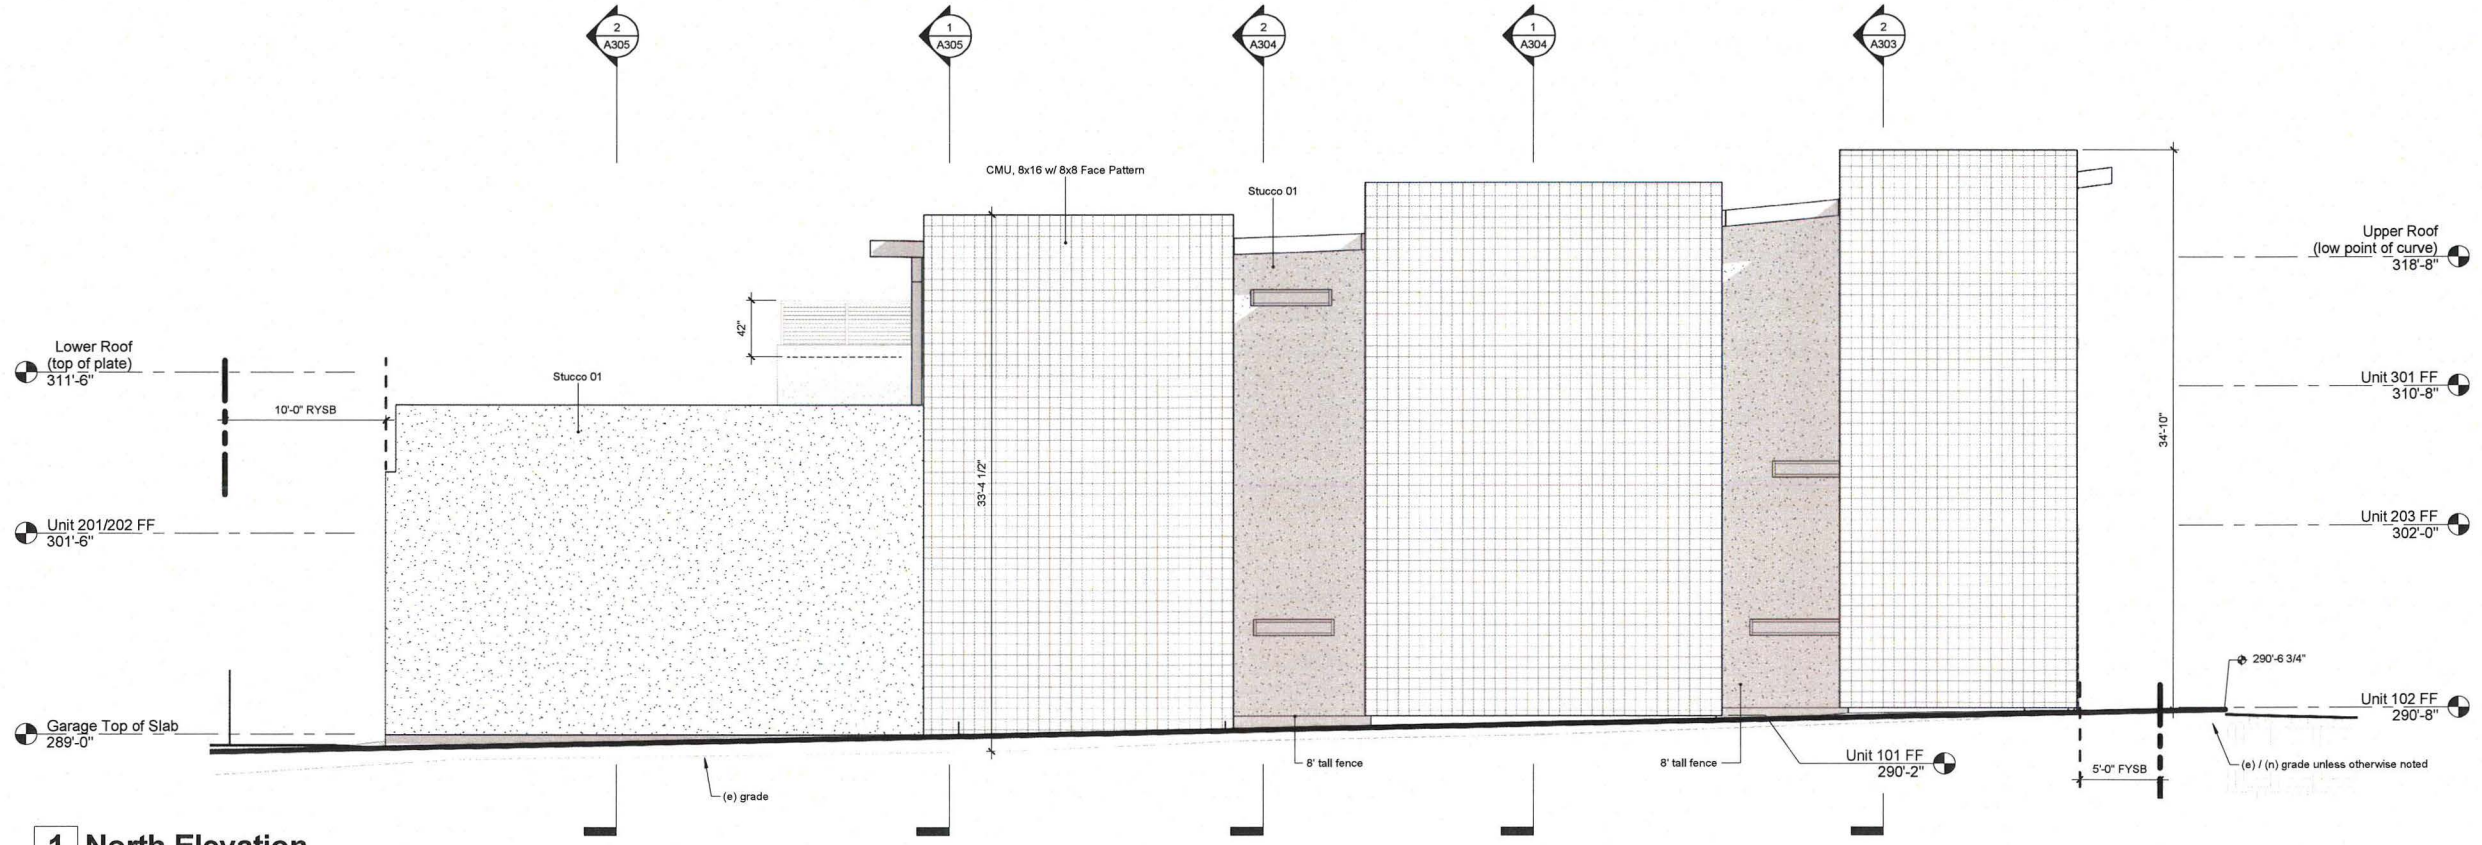 2
A305
1
A305
2
A304
1
A304
2
A303
CMU, 8x16 w/ 8x8 Face Pattern
Stucco 01
Upper Roof
(low point of curve)
318'-8"
42"
Lower Roof
(top of plate)
311'-6"
Stucco 01
Unit 301 FF
310'-8"
10'-0" RYSB
34'-10"
33'-4 1/2"
Unit 201/202 FF
301'-6"
Unit 203 FF
302'-0"
290'-6 3/4"
Garage Top of Slab
289'-0"
Unit 102 FF
290'-8"
8' tall fence
8' tall fence
Unit 101 FF
290'-2"
5'-0" FYSB
(e) / (n) grade unless otherwise noted
(e) grade
1 North Elevation